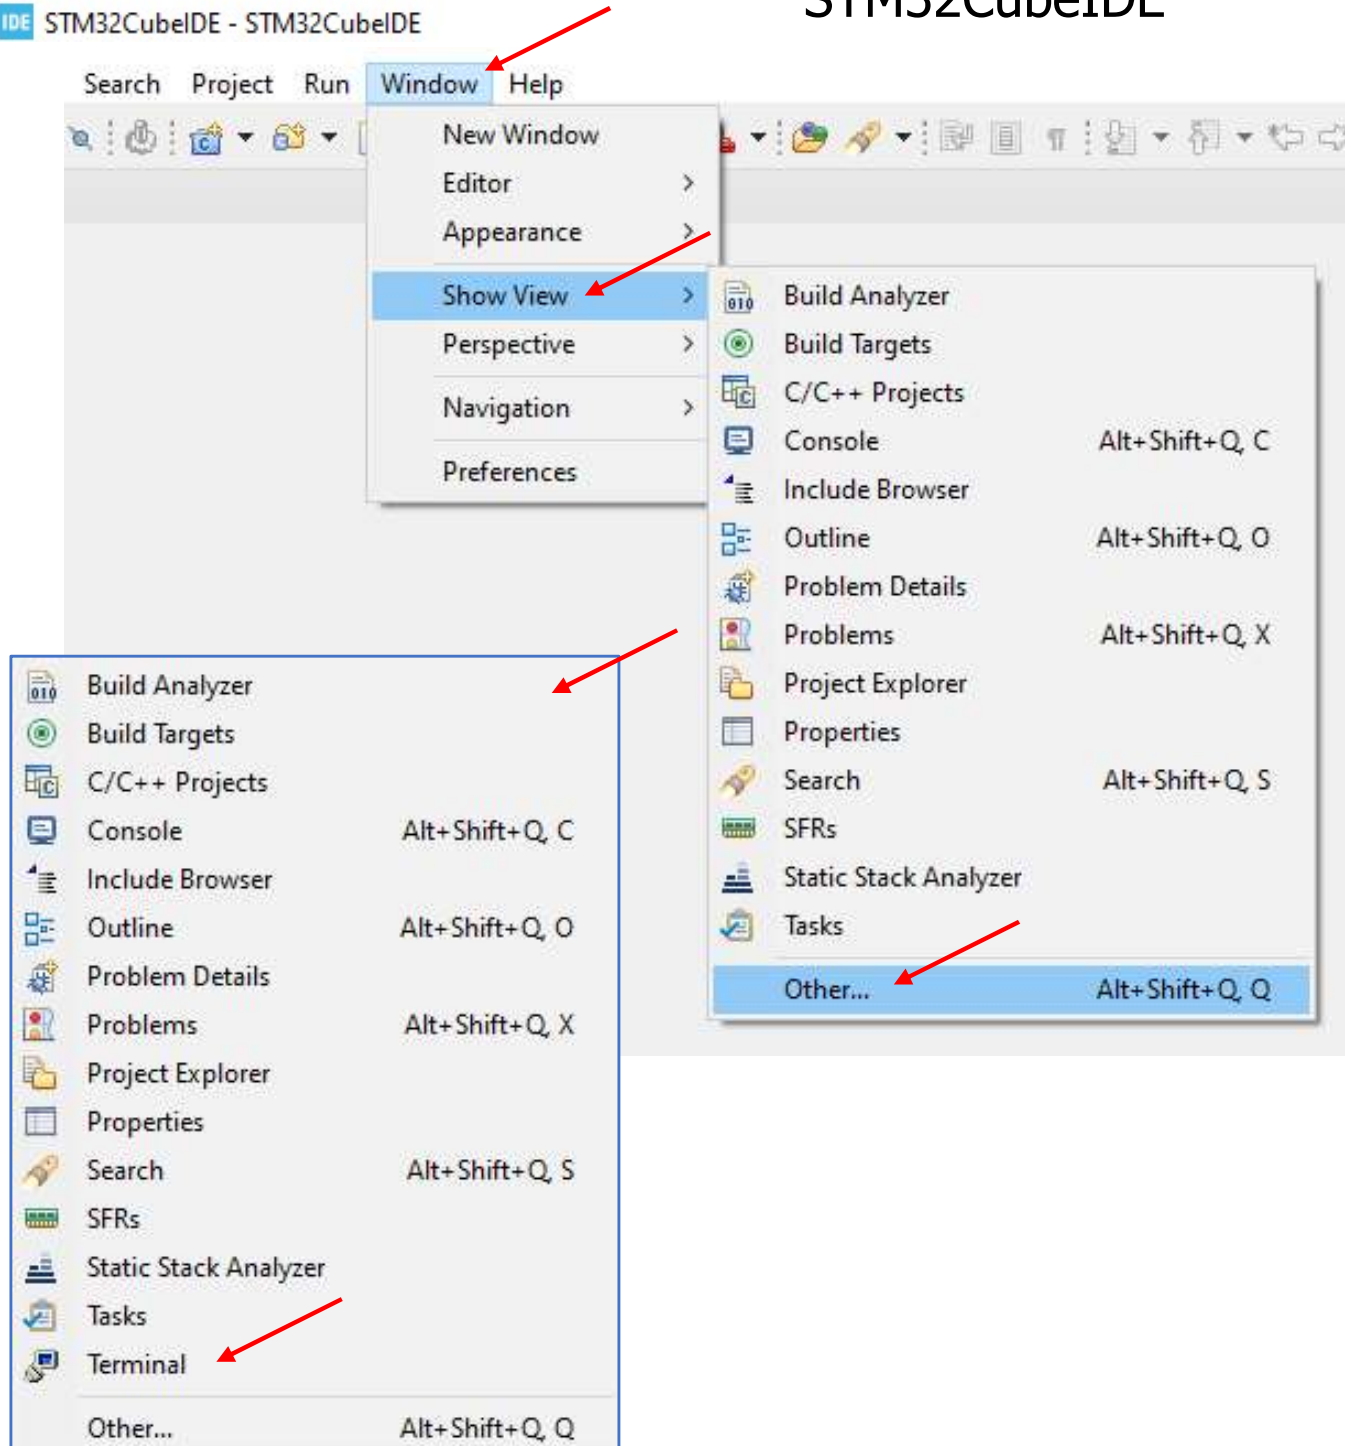 STM32CubeIDE
IDE STM32CubeIDE - STM32CubeIDE
Search Project Run Window Help
New Window
Editor
Appearance
Show View
Perspective
Navigation
Preferences
Build Analyzer
Build Targets
C/C++ Projects
Console Alt+Shift+Q, C
Include Browser
Outline Alt+Shift+Q, O
Problem Details
Problems Alt+Shift+Q, X
Project Explorer
Properties
Search Alt+Shift+Q, S
SFRs
Static Stack Analyzer
Tasks
Other... Alt+Shift+Q, Q
Build Analyzer
Build Targets
C/C++ Projects
Console Alt+Shift+Q, C
Include Browser
Outline Alt+Shift+Q, O
Problem Details
Problems Alt+Shift+Q, X
Project Explorer
Properties
Search Alt+Shift+Q, S
SFRs
Static Stack Analyzer
Tasks
Terminal
Other... Alt+Shift+Q, Q